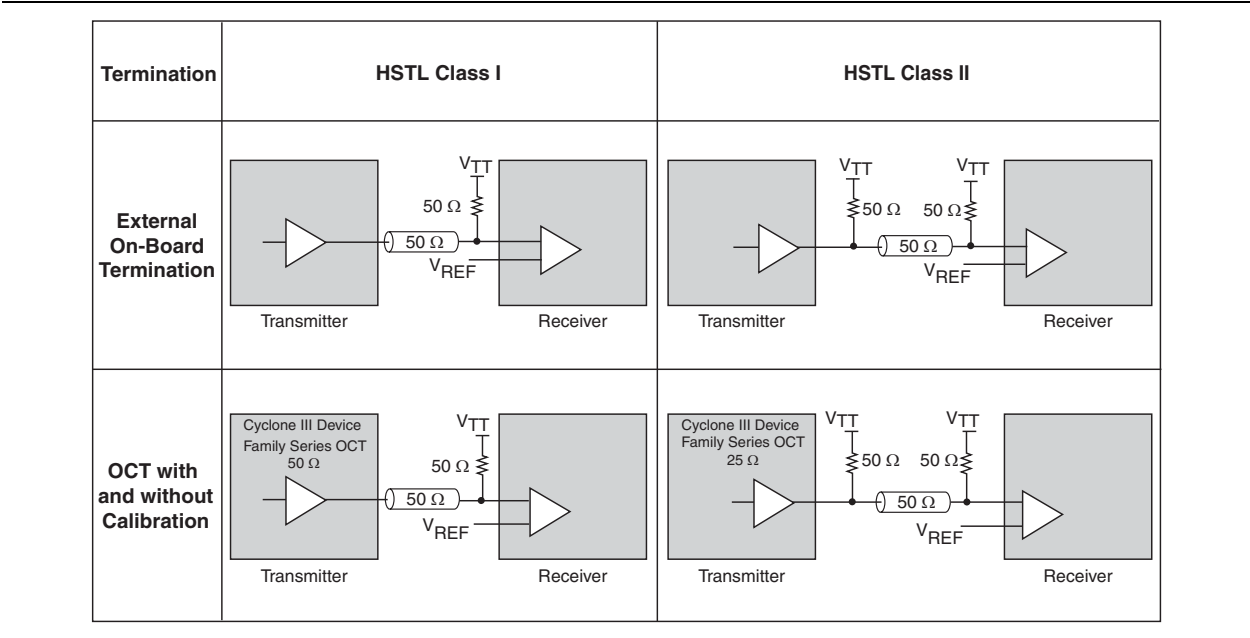 Termination
HSTL Class I
HSTL Class II
External
On-Board
Termination
VTT
50 Ω
50 Ω
VREF
Transmitter
Receiver
VTT
VTT
50 Ω
50 Ω
50 Ω
VREF
Transmitter
Receiver
OCT with
and without
Calibration
Cyclone III Device
Family Series OCT
50 Ω
VTT
50 Ω
50 Ω
VREF
Transmitter
Receiver
Cyclone III Device
Family Series OCT
25 Ω
VTT
VTT
50 Ω
50 Ω
50 Ω
VREF
Transmitter
Receiver